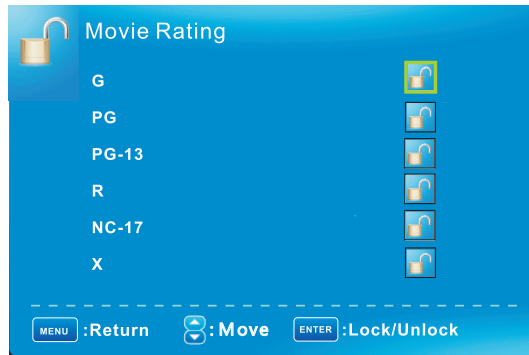 Movie Rating
G
PG
PG-13
R
NC-17
X
MENU :Return :Move ENTER :Lock/Unlock